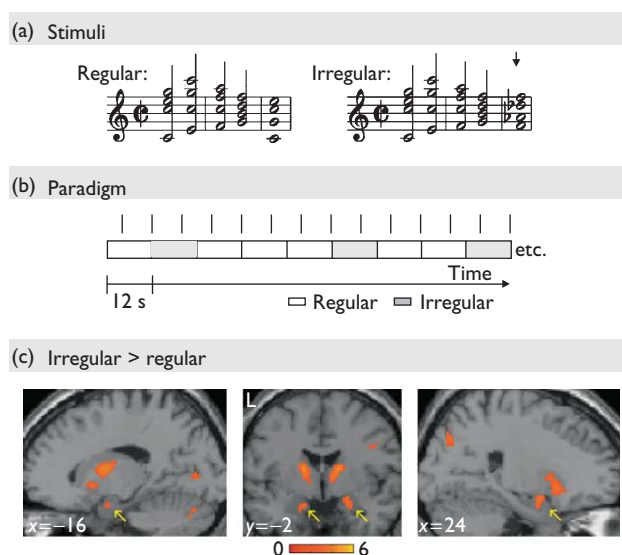 (a) Stimuli
Regular: Irregular:
(b) Paradigm
etc.
Time
12 s
Regular Irregular
(c) Irregular > regular
L
x=–16 y=–2 x=24
0 6